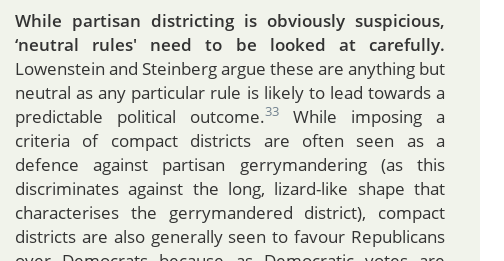 While partisan districting is obviously suspicious,
‘neutral rules' need to be looked at carefully.
Lowenstein and Steinberg argue these are anything but
neutral as any particular rule is likely to lead towards a
predictable political outcome.33 While imposing a
criteria of compact districts are often seen as a
defence against partisan gerrymandering (as this
discriminates against the long, lizard-like shape that
characterises the gerrymandered district), compact
districts are also generally seen to favour Republicans
over Democrats because as Democratic votes are